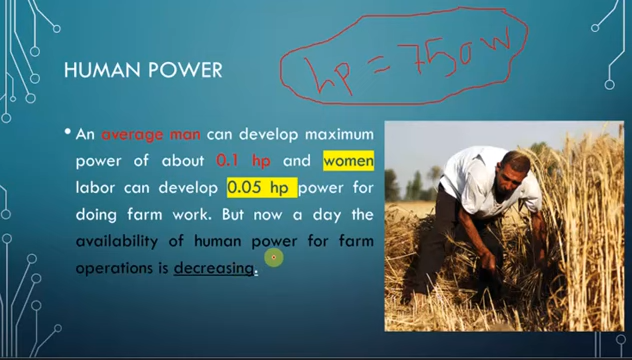 hp = 750 W
HUMAN POWER
• An average man can develop maximum
power of about 0.1 hp and women
labor can develop 0.05 hp power for
doing farm work. But now a day the
availability of human power for farm
operations is decreasing.